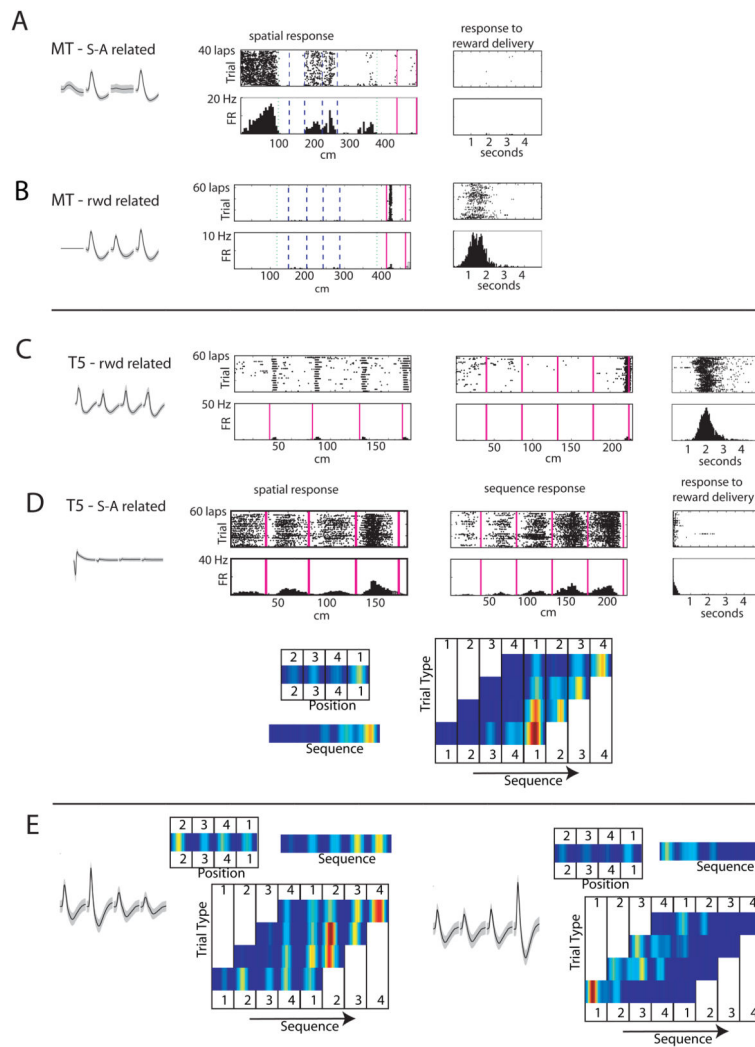 A
MT - S-A related
spatial response
response to
reward delivery
40 laps
Trial
20 Hz
FR
100 200 300 400
cm
1 2 3 4
seconds
B
MT - rwd related
60 laps
Trial
10 Hz
FR
100 200 300 400
cm
1 2 3 4
seconds
C
T5 - rwd related
60 laps
Trial
50 Hz
FR
50 100 150
cm
50 100 150 200
cm
1 2 3 4
seconds
D
T5 - S-A related
spatial response
sequence response
response to
reward delivery
60 laps
Trial
40 Hz
FR
50 100 150
cm
50 100 150 200
cm
1 2 3 4
seconds
2 3 4 1
2 3 4 1
Position
Sequence
1 2 3 4 1 2 3 4
Trial Type
1 2 3 4 1 2 3 4
Sequence
E
2 3 4 1
2 3 4 1
Position
Sequence
1 2 3 4 1 2 3 4
Trial Type
1 2 3 4 1 2 3 4
Sequence
2 3 4 1
2 3 4 1
Position
Sequence
1 2 3 4 1 2 3 4
Trial Type
1 2 3 4 1 2 3 4
Sequence